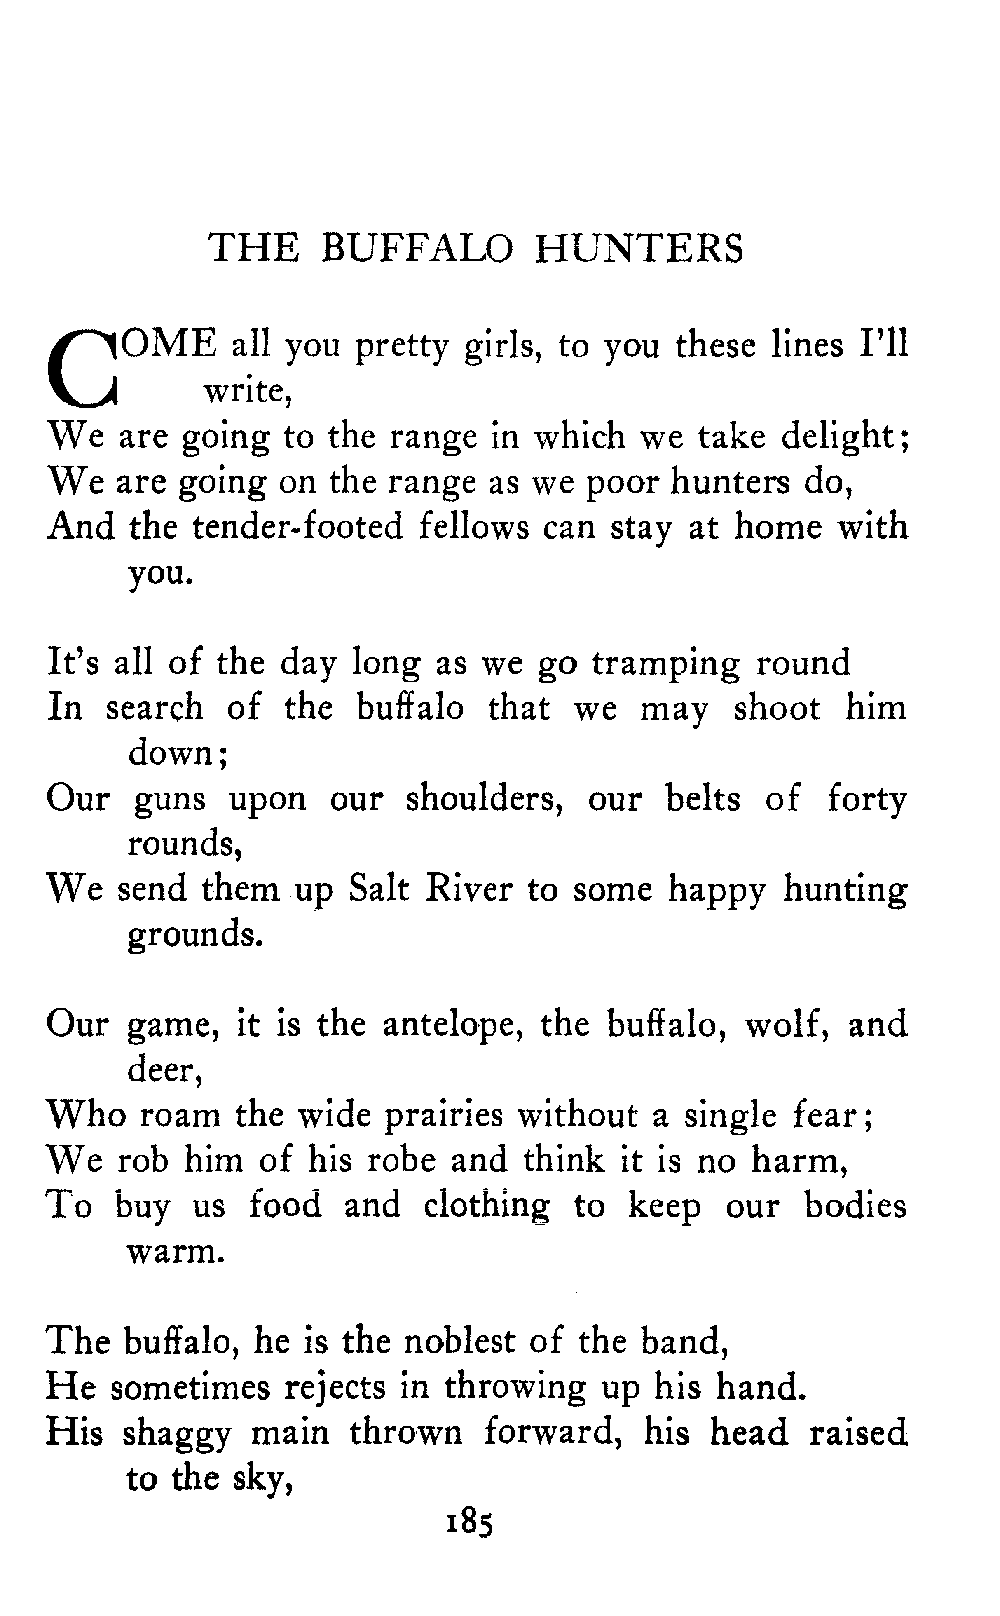 THE BUFFALO HUNTERS
COME all you pretty girls, to you these lines I'll
write,
We are going to the range in which we take delight;
We are going on the range as we poor hunters do,
And the tender-footed fellows can stay at home with
you.
It's all of the day long as we go tramping round
In search of the buffalo that we may shoot him
down;
Our guns upon our shoulders, our belts of forty
rounds,
We send them up Salt River to some happy hunting
grounds.
Our game, it is the antelope, the buffalo, wolf, and
deer,
Who roam the wide prairies without a single fear;
We rob him of his robe and think it is no harm,
To buy us food and clothing to keep our bodies
warm.
The buffalo, he is the noblest of the band,
He sometimes rejects in throwing up his hand.
His shaggy main thrown forward, his head raised
to the sky,
185